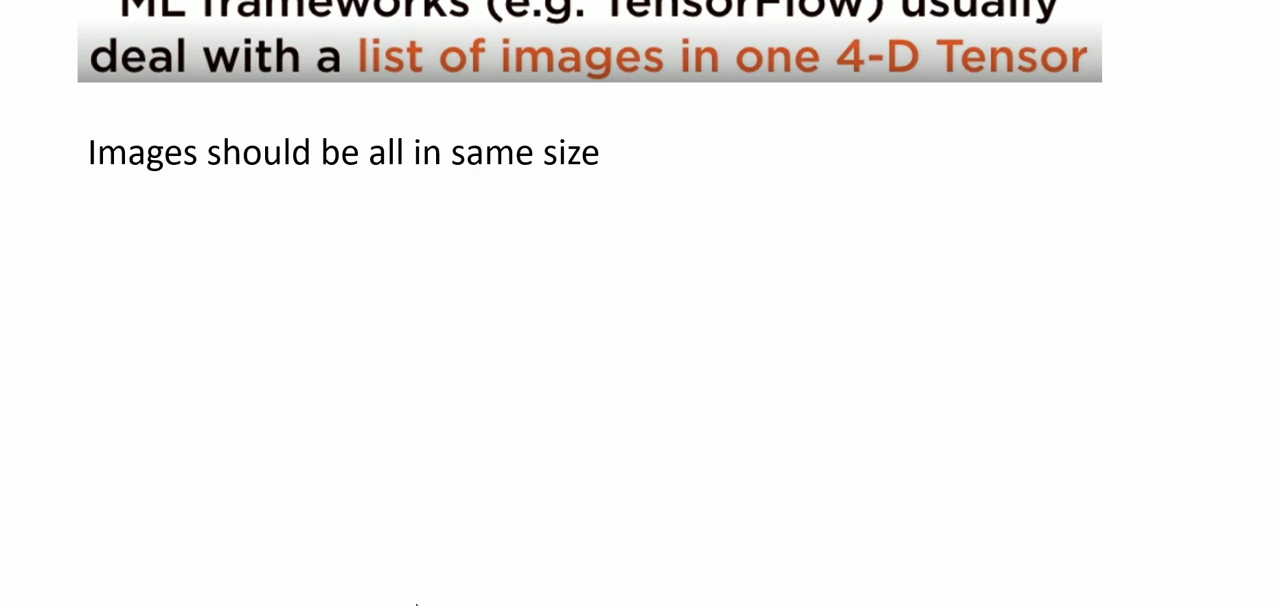 ML frameworks (e.g. TensorFlow) usually
deal with a list of images in one 4-D Tensor
Images should be all in same size